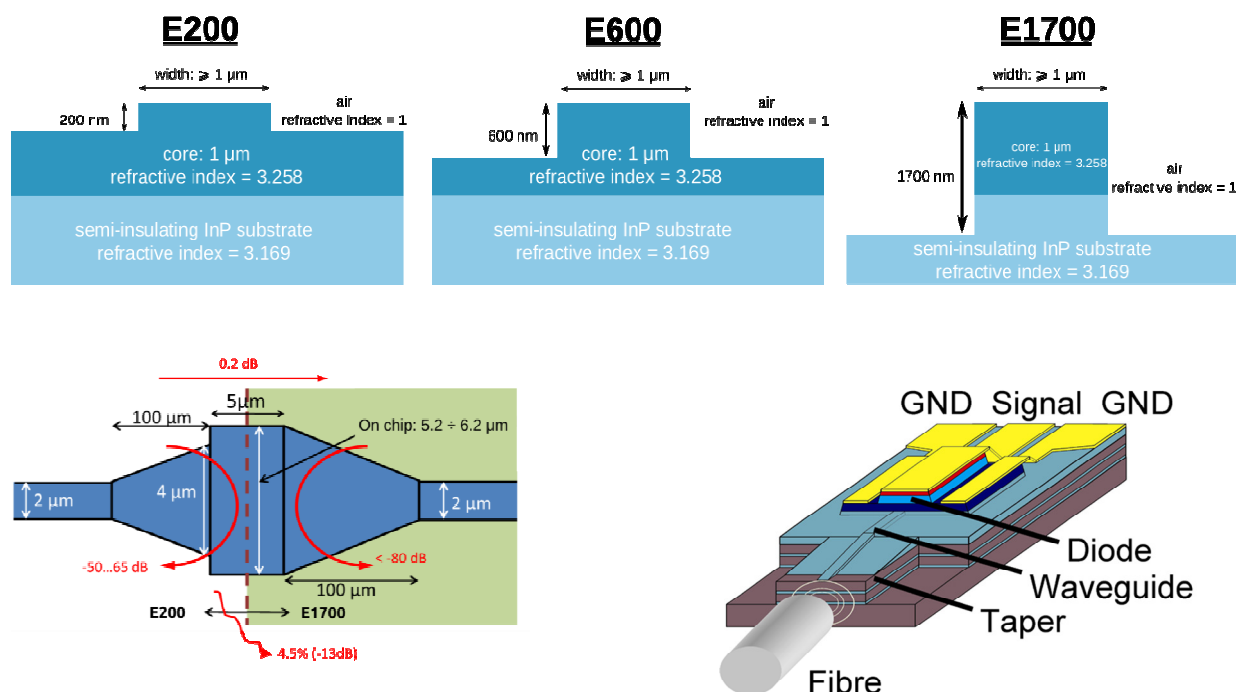 E200
width: ⩾ 1 µm
200 nm
air
refractive index = 1
core: 1 µm
refractive index = 3.258
semi-insulating InP substrate
refractive index = 3.169
E600
width: ⩾ 1 µm
600 nm
air
refractive index = 1
core: 1 µm
refractive index = 3.258
semi-insulating InP substrate
refractive index = 3.169
E1700
width: ⩾ 1 µm
1700 nm
core: 1 µm
refractive index = 3.258
air
refractive index = 1
semi-insulating InP substrate
refractive index = 3.169
0.2 dB
5µm
100 µm
On chip: 5.2 ÷ 6.2 µm
2 µm
4 µm
2 µm
-50...65 dB
< -80 dB
100 µm
E200
E1700
4.5% (-13dB)
GND Signal GND
Diode
Waveguide
Taper
Fibre